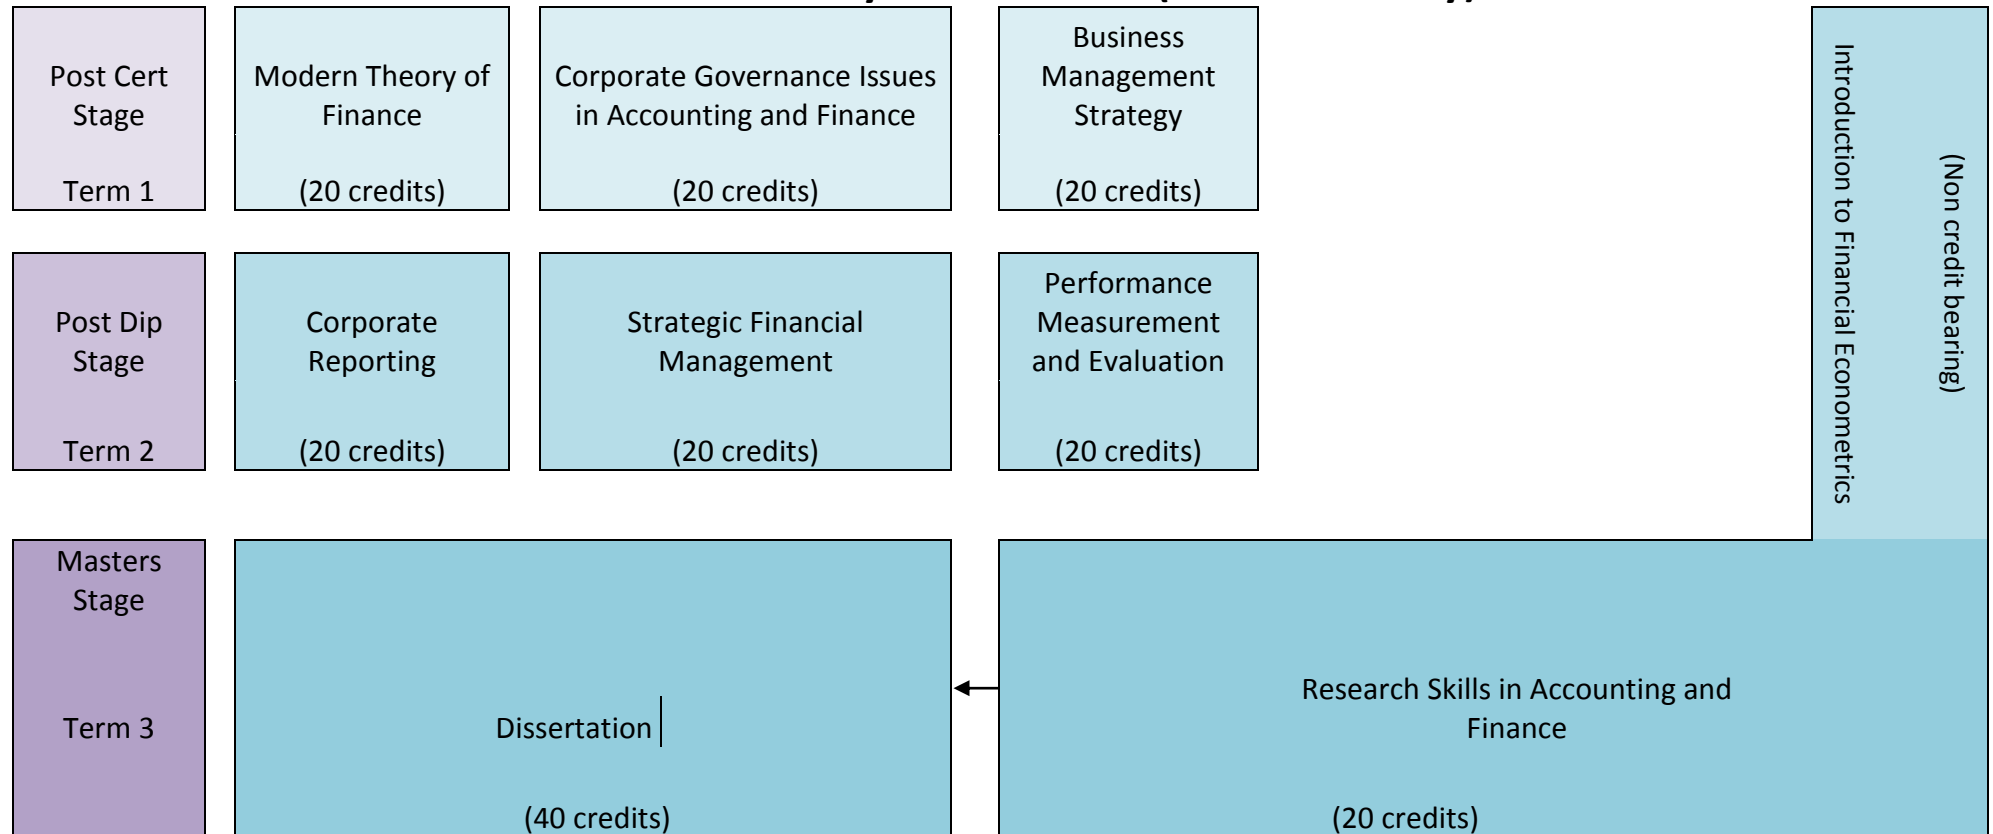 Post Cert
Stage
Term 1
Modern Theory of
Finance
(20 credits)
Corporate Governance Issues
in Accounting and Finance
(20 credits)
Business
Management
Strategy
(20 credits)
Introduction to Financial Econometrics
(Non credit bearing)
Post Dip
Stage
Term 2
Corporate
Reporting
(20 credits)
Strategic Financial
Management
(20 credits)
Performance
Measurement
and Evaluation
(20 credits)
Masters
Stage
Term 3
Dissertation
(40 credits)
Research Skills in Accounting and
Finance
(20 credits)